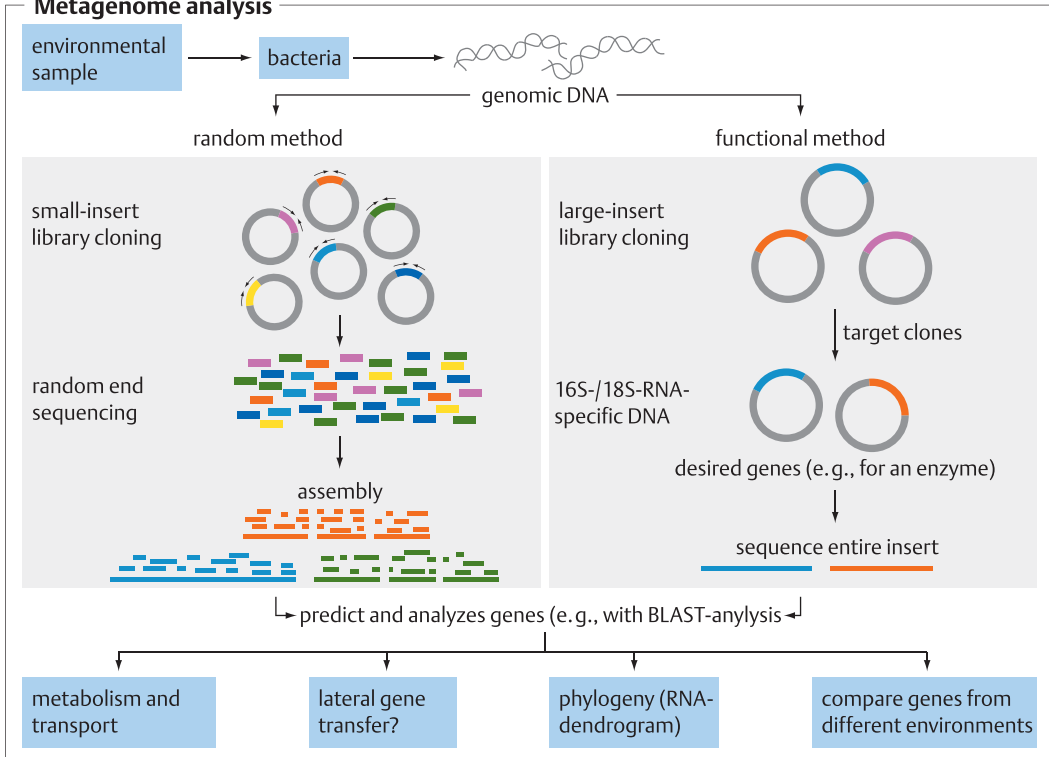 Metagenome analysis
environmental
sample
bacteria
genomic DNA
random method
functional method
small-insert
library cloning
large-insert
library cloning
target clones
random end
sequencing
16S-/18S-RNA-
specific DNA
desired genes (e. g., for an enzyme)
assembly
sequence entire insert
predict and analyzes genes (e. g., with BLAST-anylysis
metabolism and
transport
lateral gene
transfer?
phylogeny (RNA-
dendrogram)
compare genes from
different environments